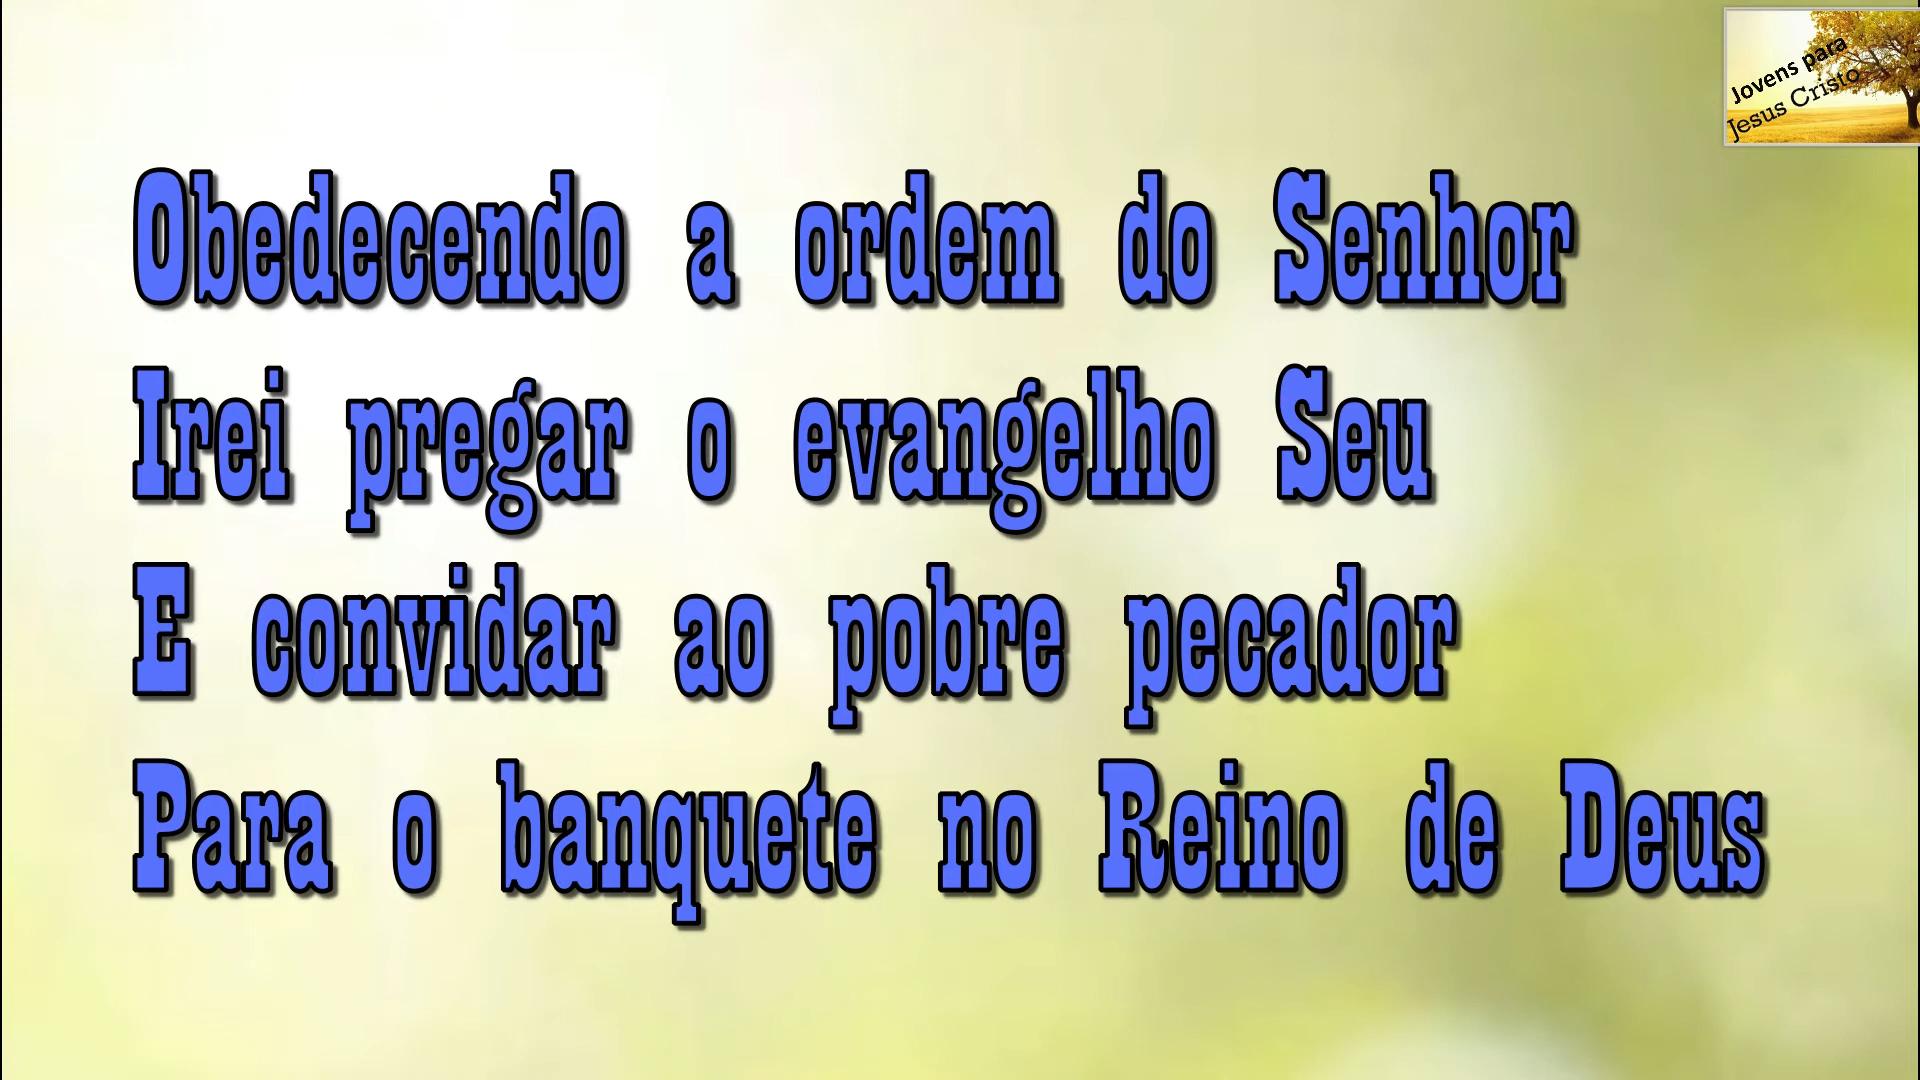 Jovens para
Jesus Cristo
Obedecendo a ordem do Senhor
Irei pregar o evangelho Seu
E convidar ao pobre pecador
Para o banquete no Reino de Deus